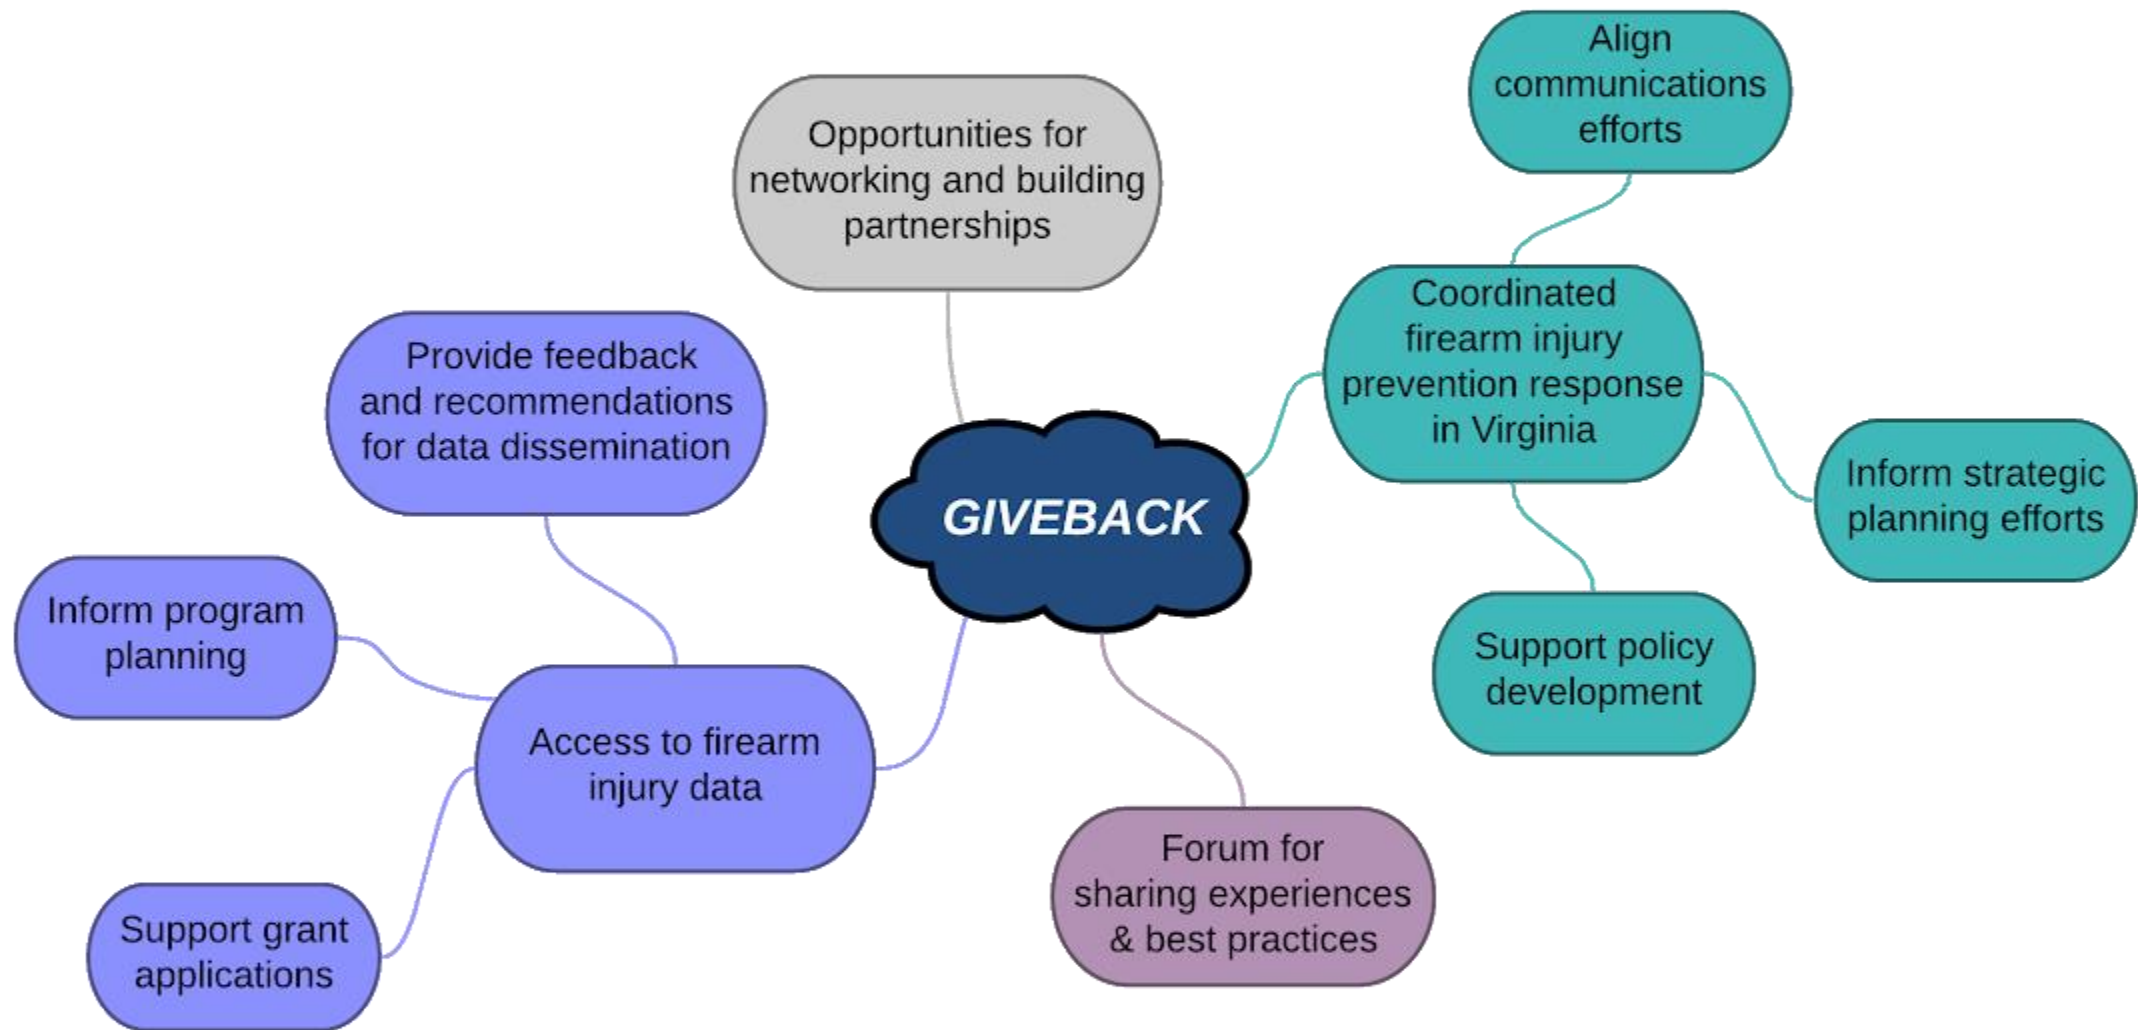 Align
communications
efforts
Opportunities for
networking and building
partnerships
Coordinated
firearm injury
prevention response
in Virginia
Provide feedback
and recommendations
for data dissemination
Inform strategic
planning efforts
GIVEBACK
Inform program
planning
Support policy
development
Access to firearm
injury data
Forum for
sharing experiences
& best practices
Support grant
applications